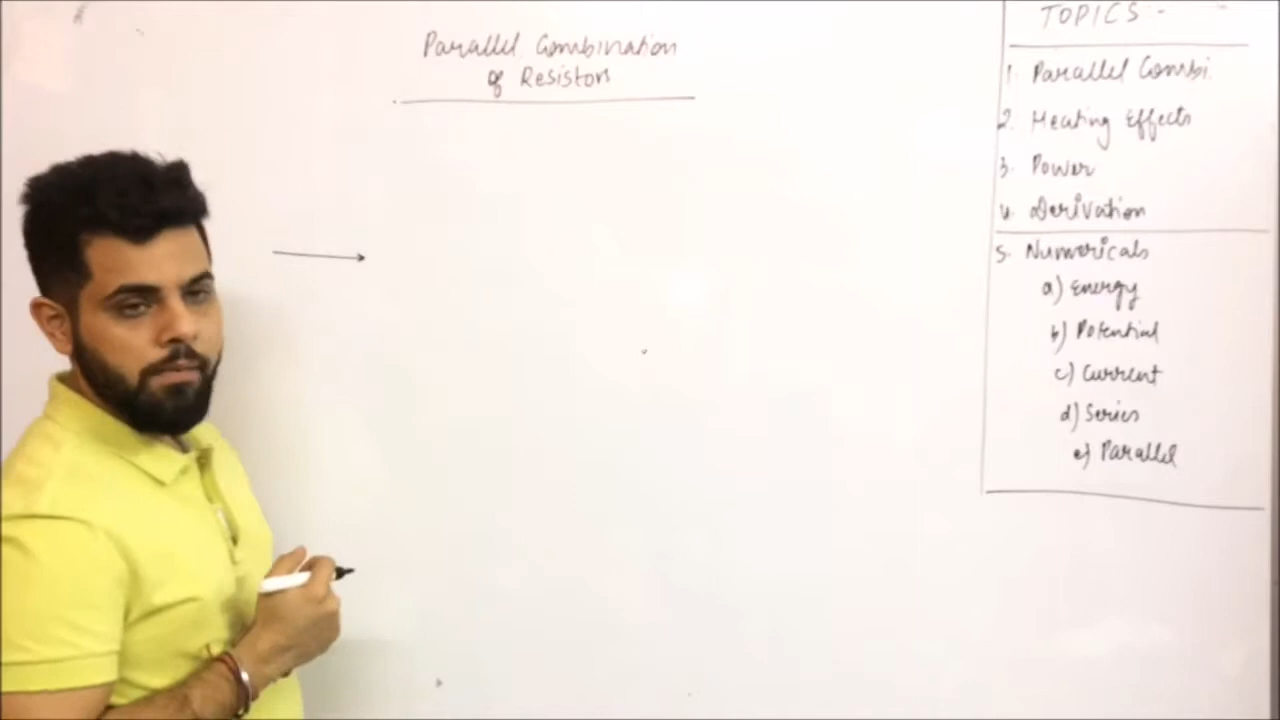 Parallel Combination
of Resistors
TOPICS:-
1. Parallel Combi.
2. Heating Effects
3. Power
4. Derivation
5. Numericals
a) Energy
b) Potential
c) Current
d) Series
e) Parallel